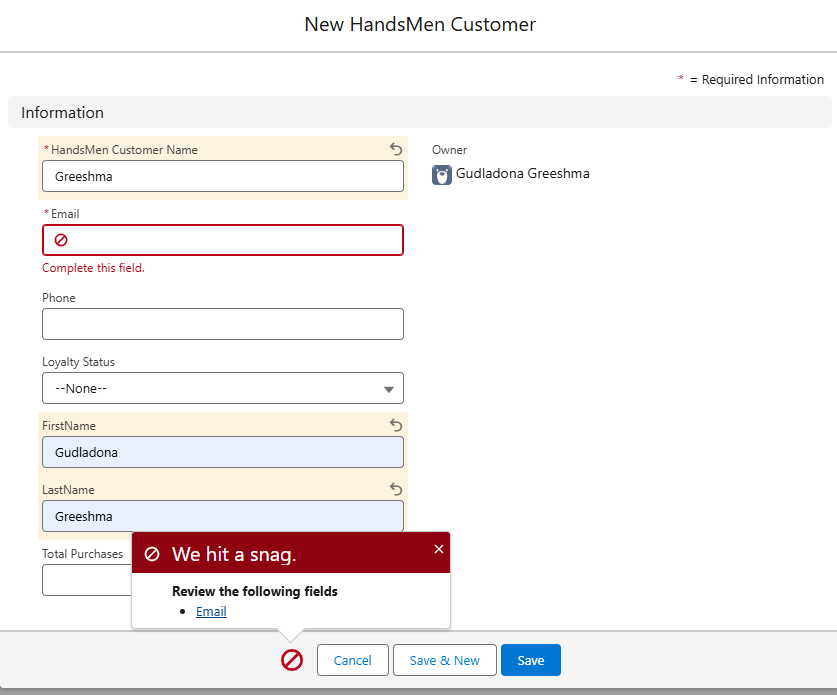 New HandsMen Customer
* = Required Information
Information
*HandsMen Customer Name
Greeshma
Owner
Gudladona Greeshma
*Email
Complete this field.
Phone
Loyalty Status
--None--
FirstName
Gudladona
LastName
Greeshma
Total Purchases
We hit a snag.
Review the following fields
• Email
Cancel
Save & New
Save